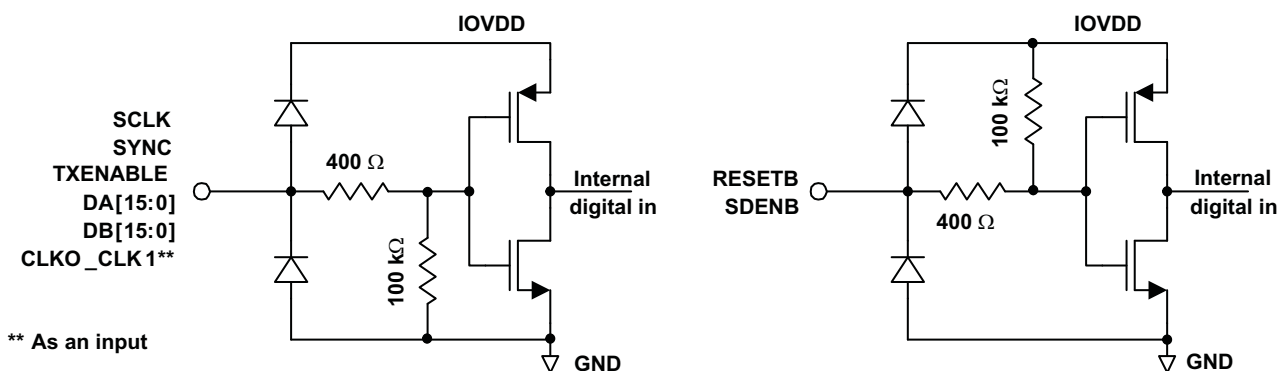 IOVDD
SCLK
SYNC
TXENABLE
DA[15:0]
DB[15:0]
CLKO_CLK1**
400 Ω
100 kΩ
Internal
digital in
GND
** As an input
IOVDD
100 kΩ
RESETB
SDENB
400 Ω
Internal
digital in
GND